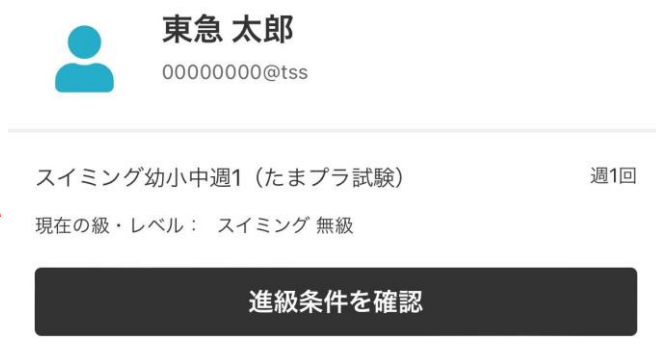 東急 太郎
00000000@tss
スイミング幼小中週1（たまプラ試験） 週1回
現在の級・レベル： スイミング 無級
進級条件を確認